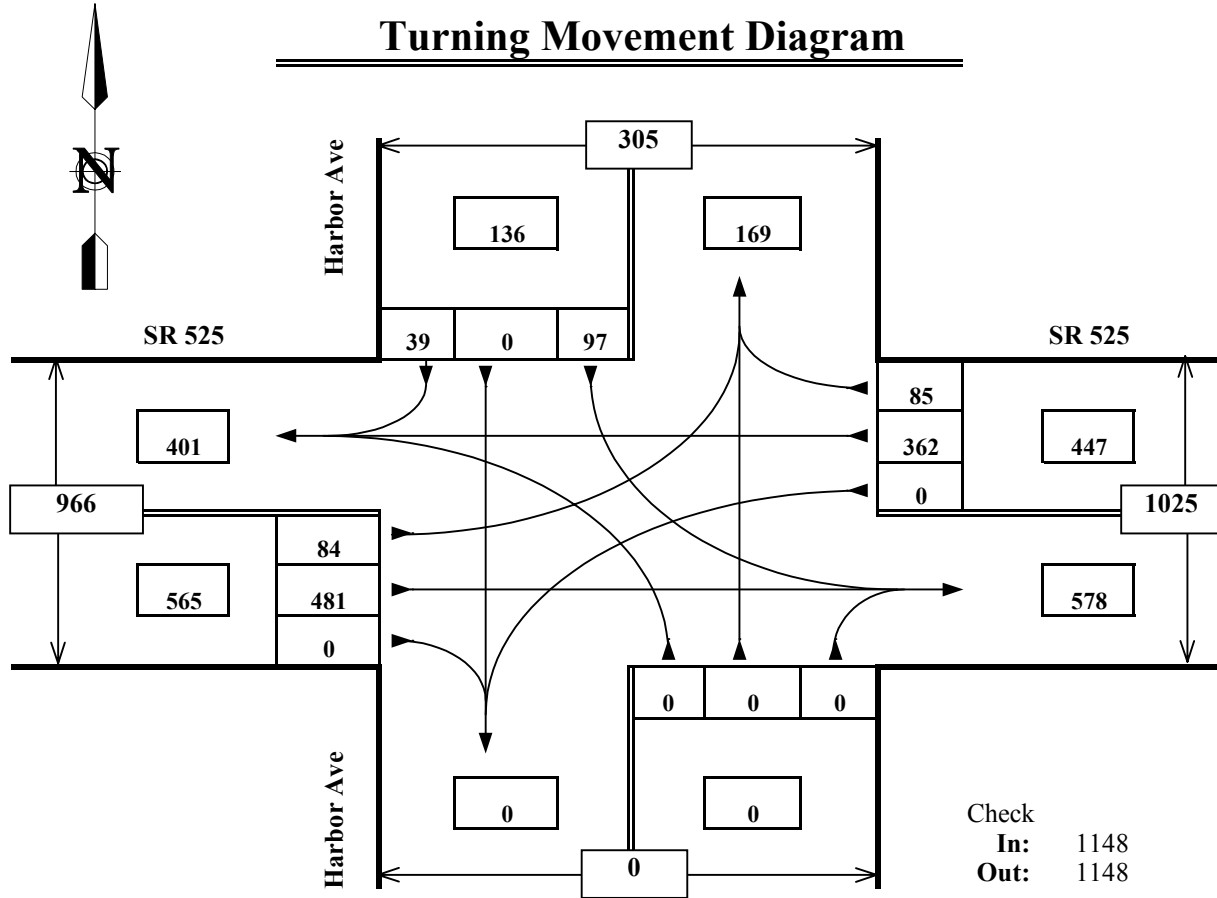 Turning Movement Diagram
N
Harbor Ave
305
136
169
39 0 97
SR 525
SR 525
85
401
362
447
0
966
1025
84
565
481
578
0
0 0 0
Harbor Ave
0
0
Check
In: 1148
0
Out: 1148